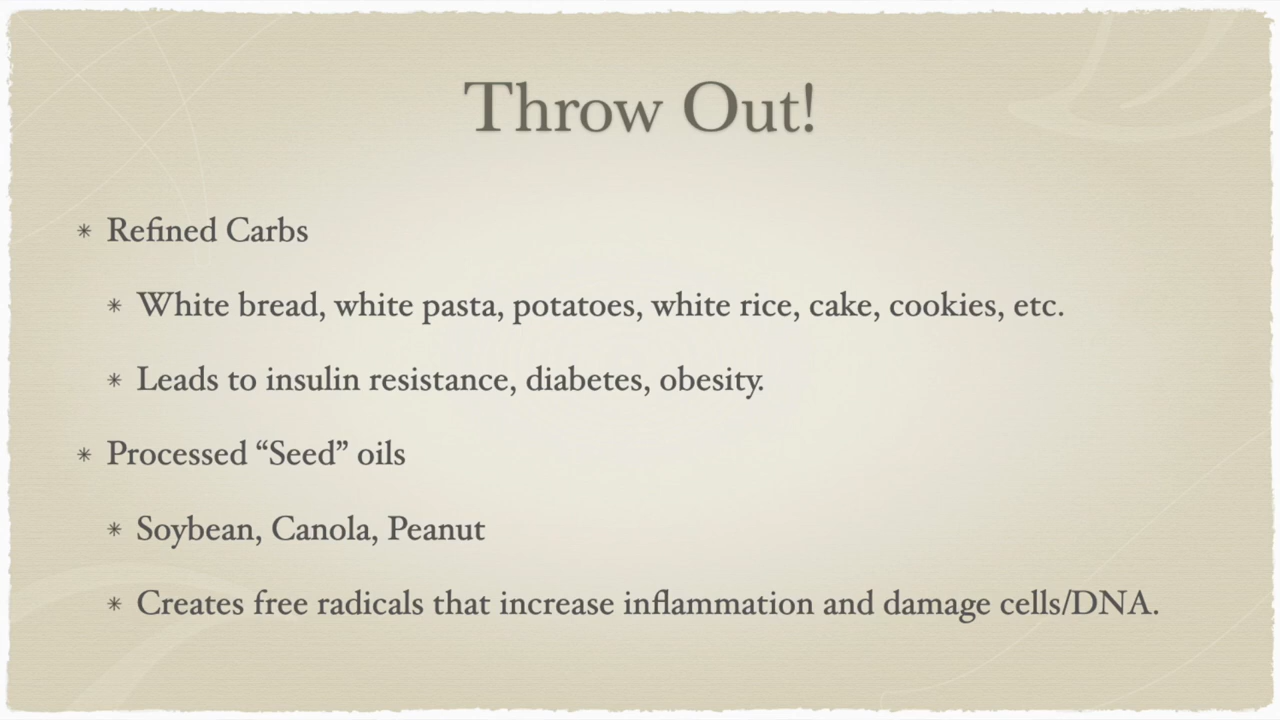 Throw Out!
* Refined Carbs
* White bread, white pasta, potatoes, white rice, cake, cookies, etc.
* Leads to insulin resistance, diabetes, obesity.
* Processed “Seed” oils
* Soybean, Canola, Peanut
* Creates free radicals that increase inflammation and damage cells/DNA.